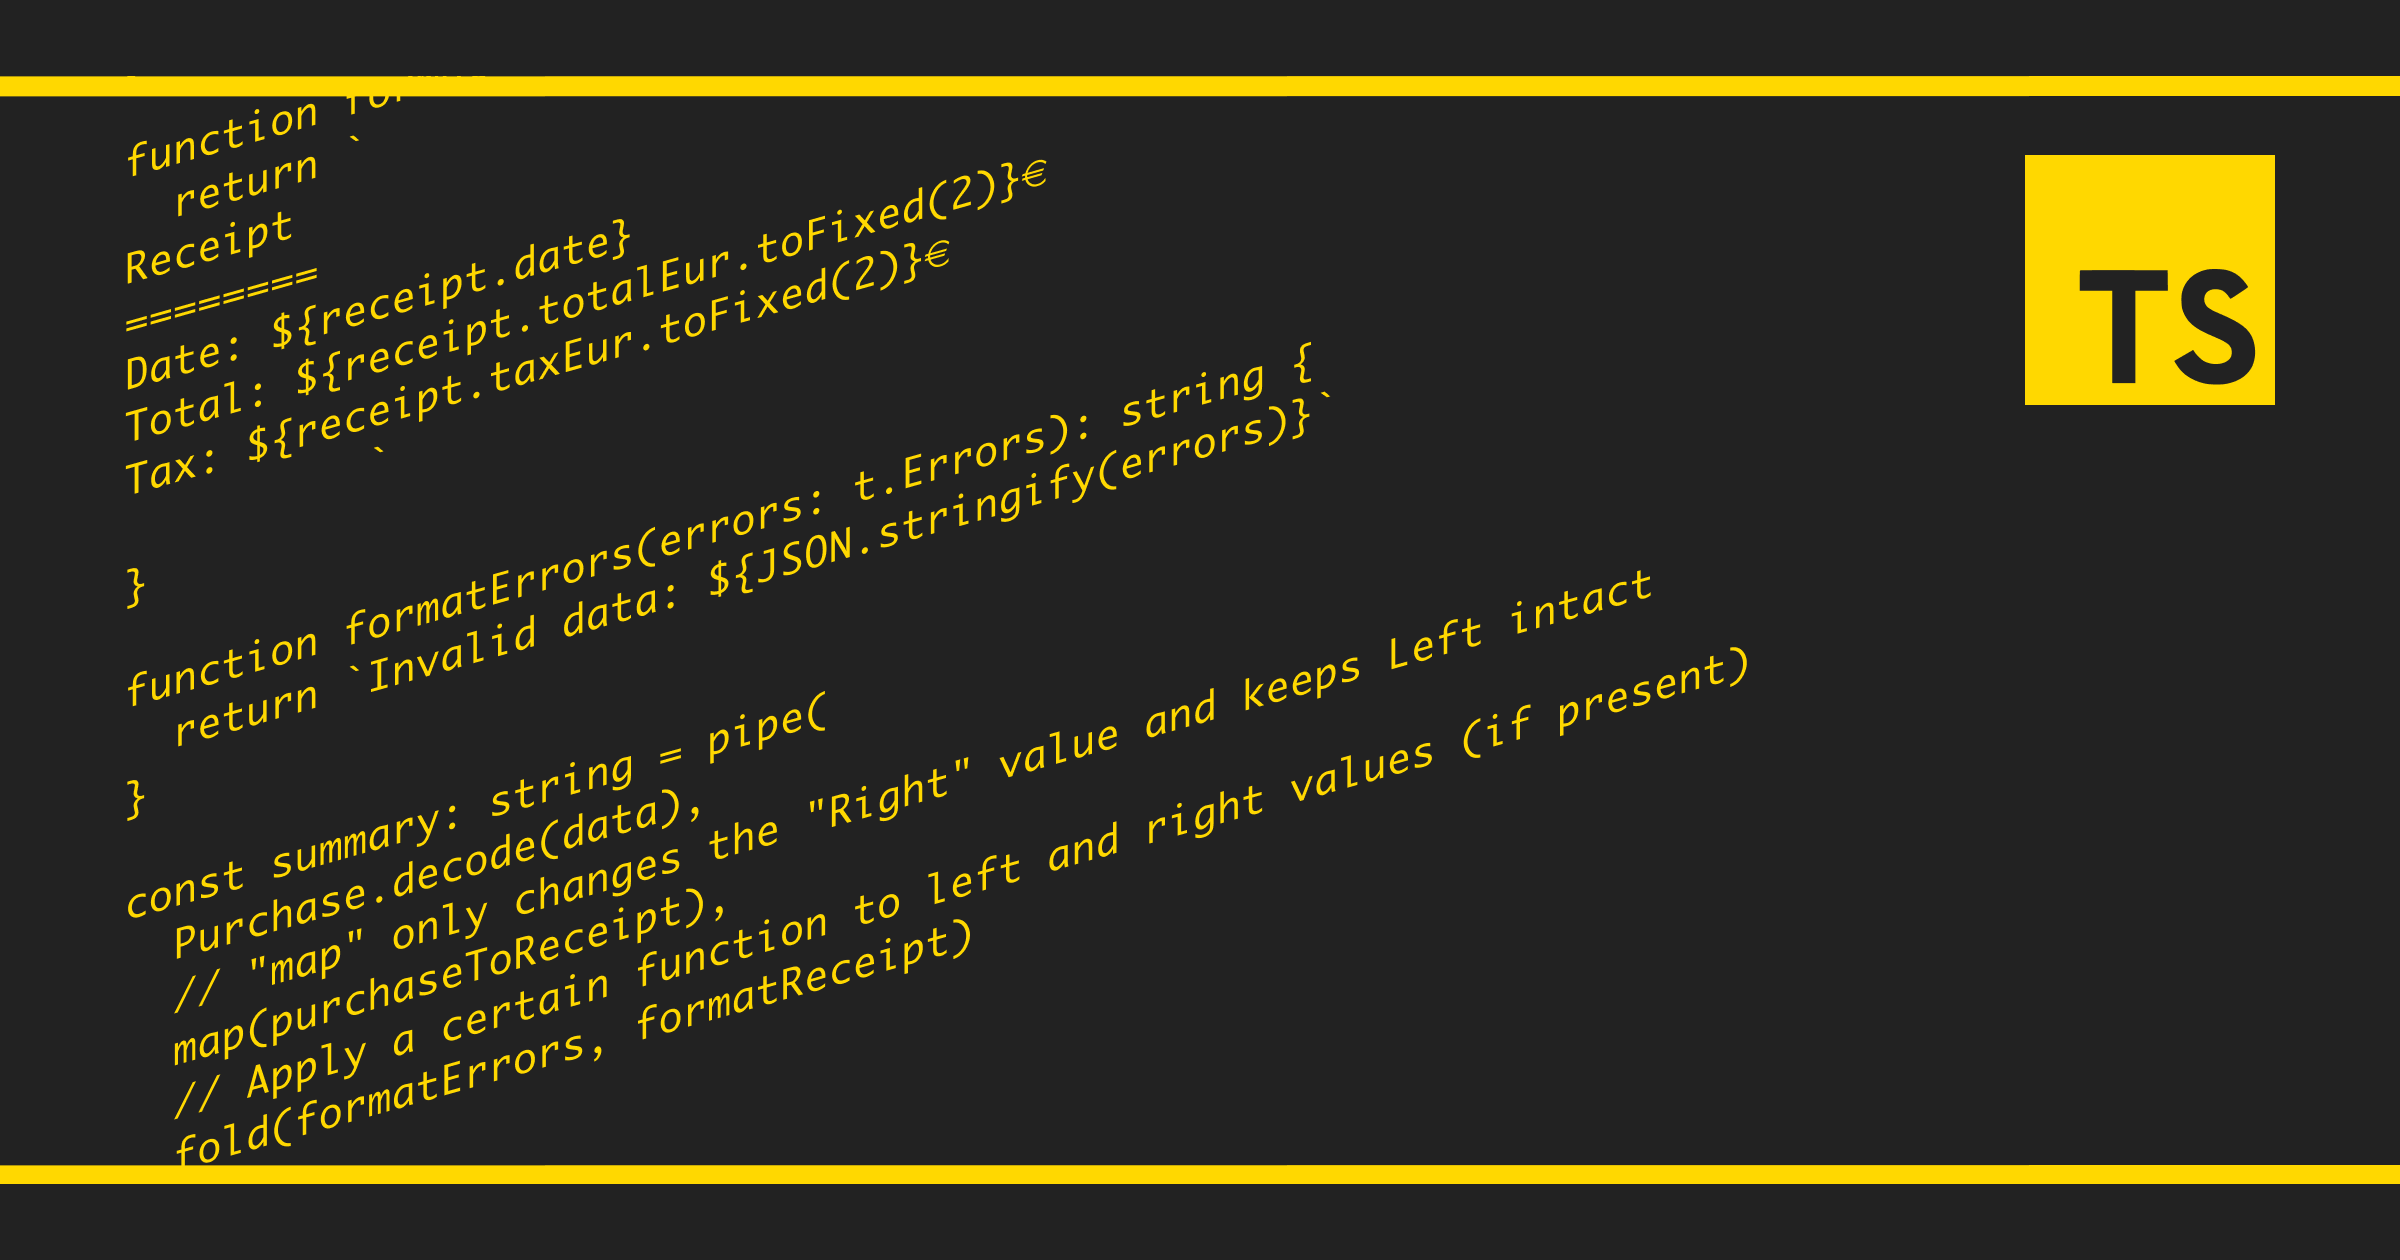 function
return `
Receipt
========
Date: ${receipt.date}
Total: ${receipt.totalEur.toFixed(2)}€
Tax: ${receipt.taxEur.toFixed(2)}€
`
}
function formatErrors(errors: t.Errors): string {
return `Invalid data: ${JSON.stringify(errors)}`
}
const summary: string = pipe(
Purchase.decode(data),
// "map" only changes the "Right" value and keeps Left intact
map(purchaseToReceipt),
// Apply a certain function to left and right values (if present)
fold(formatErrors, formatReceipt)
TS